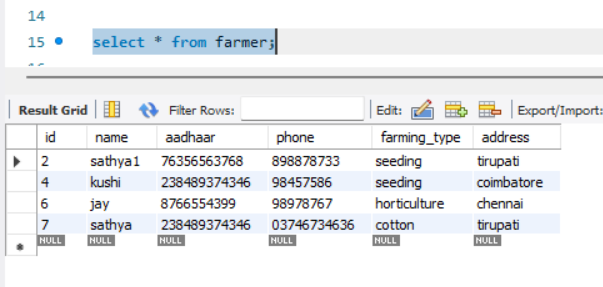 14
15 select * from farmer;
Result Grid Filter Rows: Edit: Export/Import:
id name aadhaar phone farming_type address
2 sathya1 76356563768 898878733 seeding tirupati
4 kushi 238489374346 98457586 seeding coimbatore
6 jay 8766554399 98978767 horticulture chennai
7 sathya 238489374346 03746734636 cotton tirupati
NULL NULL NULL NULL NULL NULL